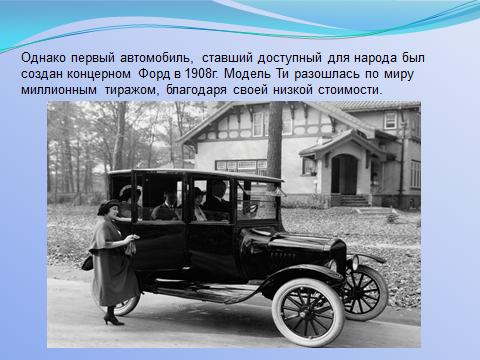 Однако первый автомобиль, ставший доступный для народа был
создан концерном Форд в 1908г. Модель Ти разошлась по миру
миллионным тиражом, благодаря своей низкой стоимости.